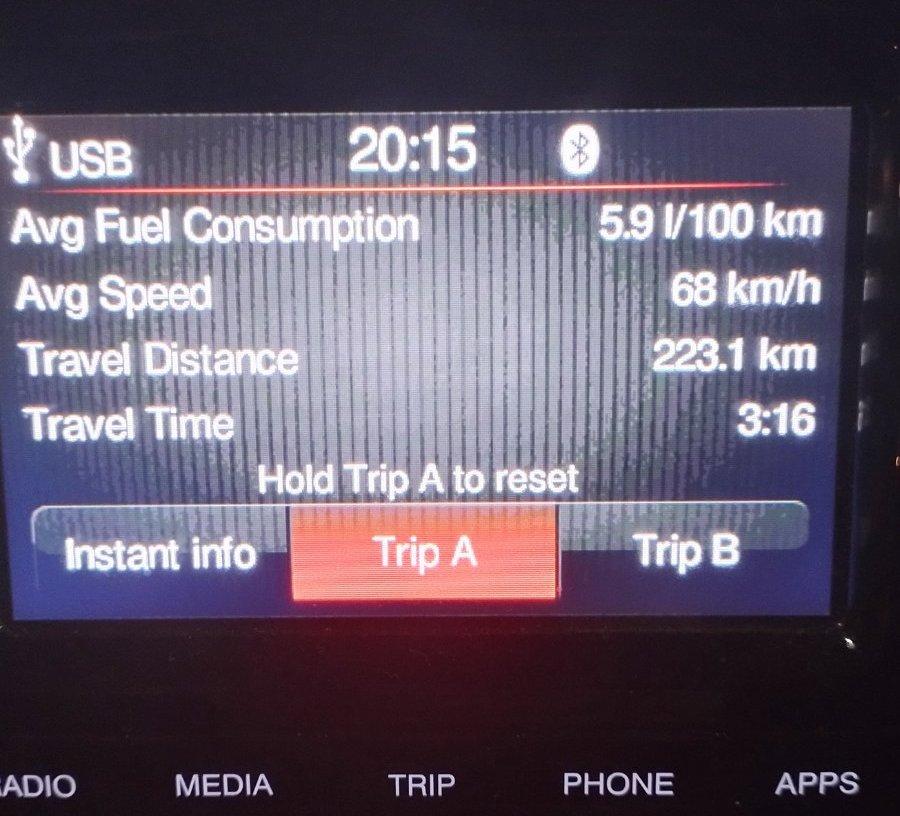 USB 20:15
Avg Fuel Consumption 5.9 l/100 km
Avg Speed 68 km/h
Travel Distance 223.1 km
Travel Time 3:16
Hold Trip A to reset
Instant info Trip A Trip B
MEDIA TRIP PHONE APPS